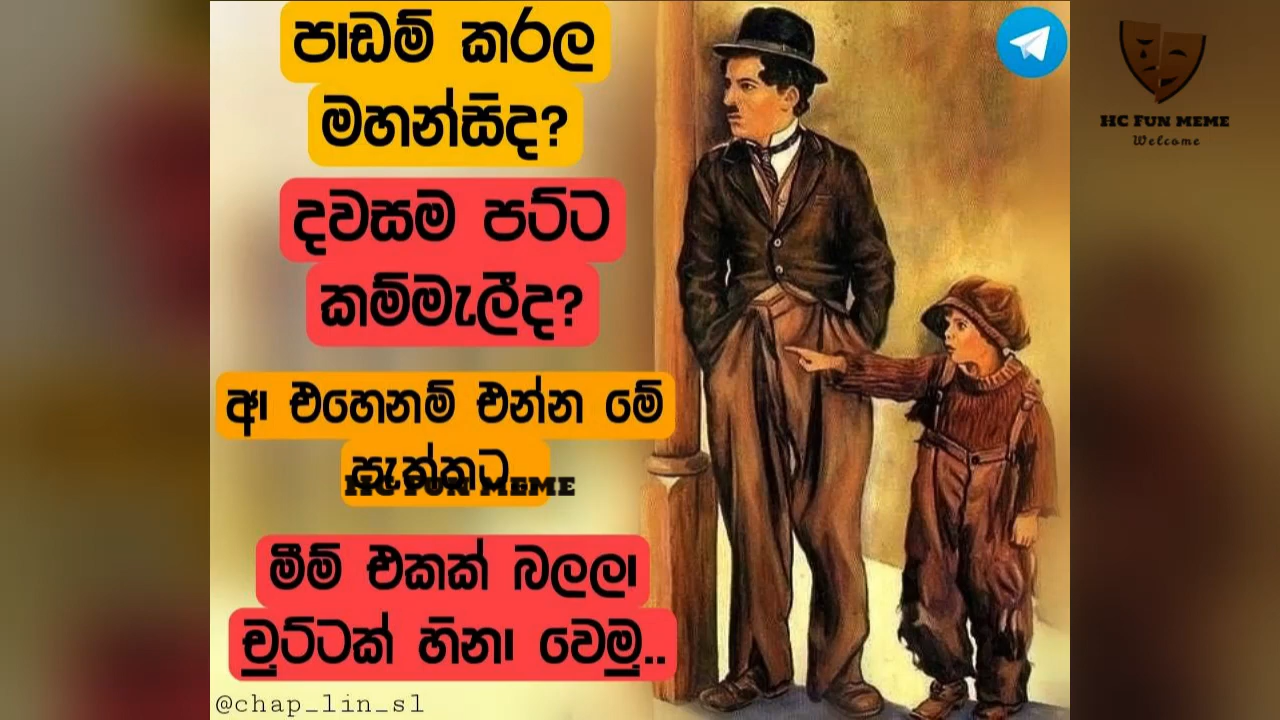 පාඩම් කරල
මහන්සිද?
දවසම පට්ට
කම්මැලීද?
අා එහෙනම් එන්න මේ
පැත්තට
HC FUN MEME
මීම් එකක් බලලා
චුට්ටක් හිනා වෙමු..
@chap_lin_sl
HC FUN MEME
Welcome